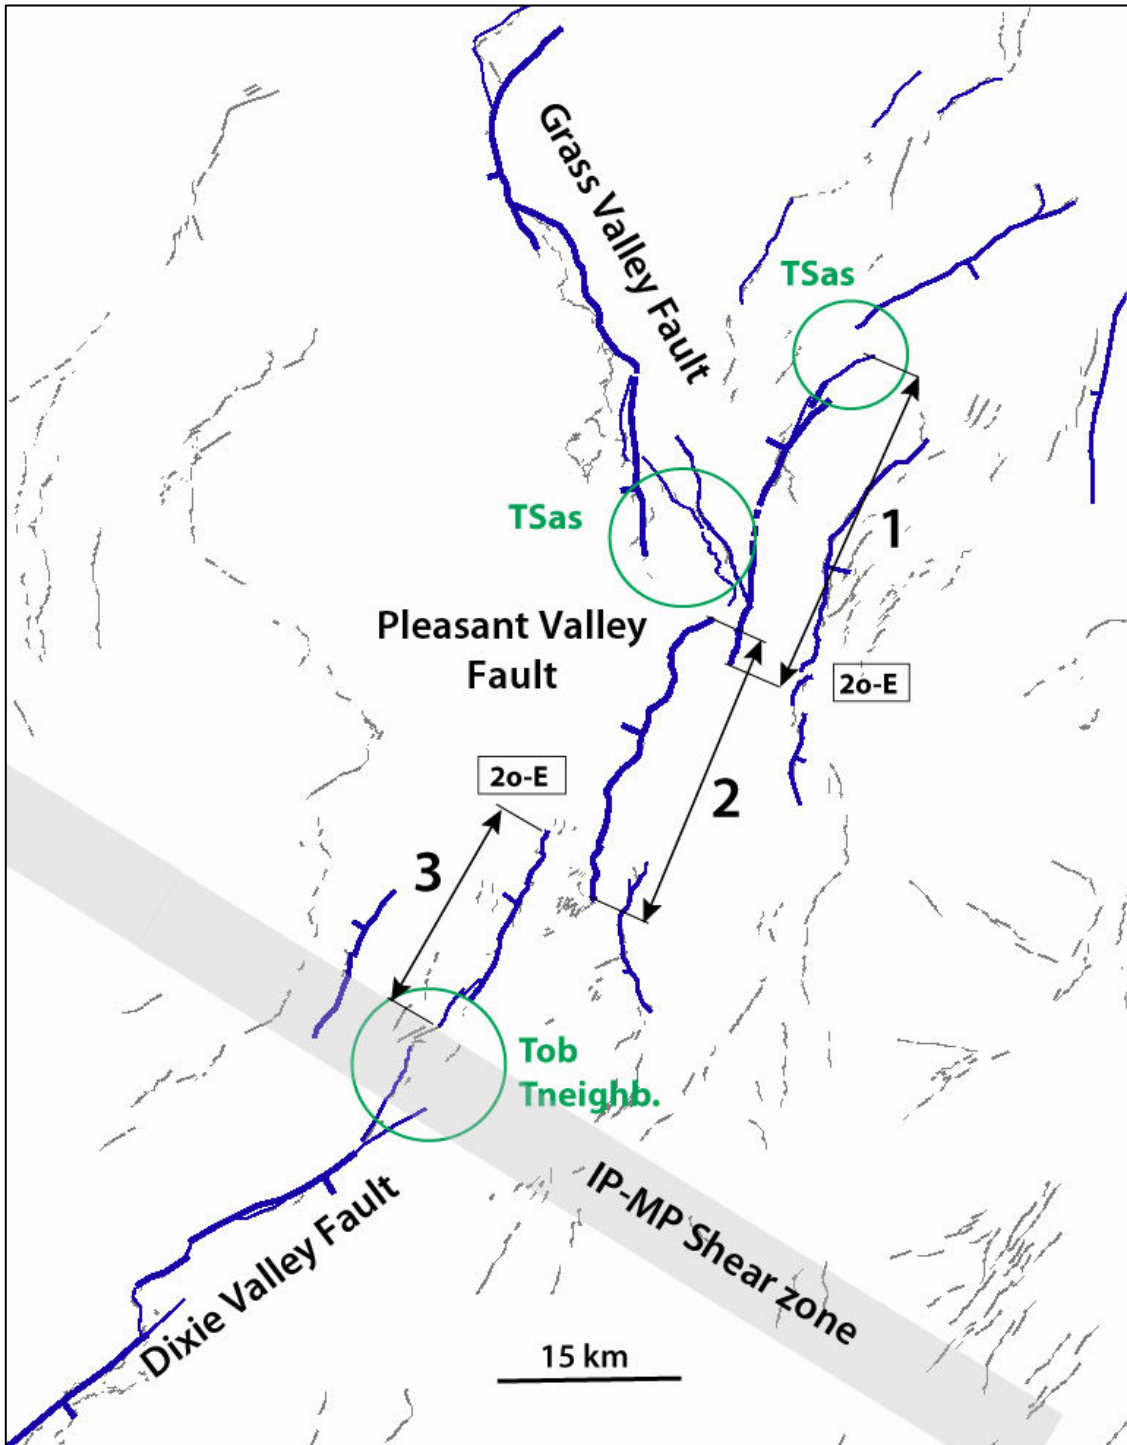 Grass Valley Fault
TSas
1
TSas
Pleasant Valley
Fault
2o-E
2o-E
2
3
Tob
Tneighb.
IP-MP Shear zone
Dixie Valley Fault
15 km